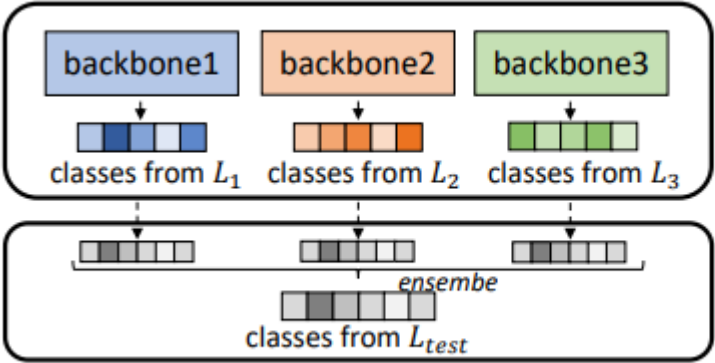 backbone1 backbone2 backbone3
classes from L₁ classes from L₂ classes from L₃
ensembe
classes from Lₜₑₛₜ